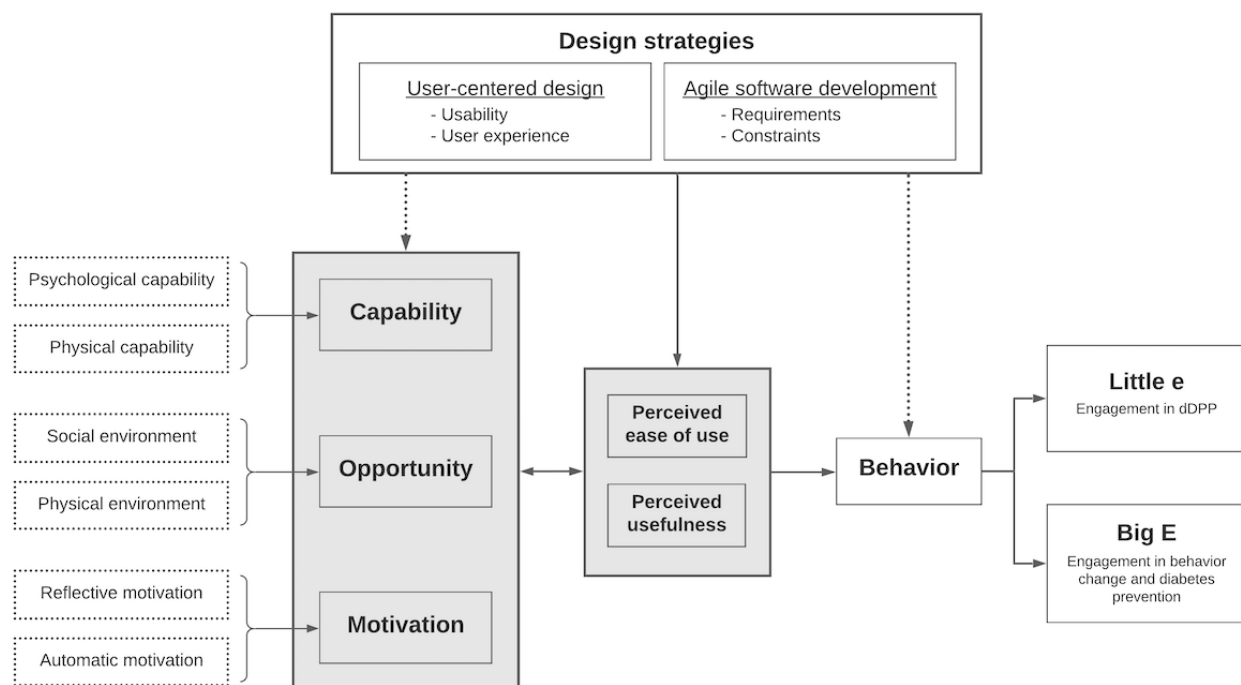 Design strategies
User-centered design
- Usability
- User experience
Agile software development
- Requirements
- Constraints
Psychological capability
Physical capability
Capability
Social environment
Physical environment
Opportunity
Reflective motivation
Automatic motivation
Motivation
Perceived
ease of use
Perceived
usefulness
Behavior
Little e
Engagement in dDPP
Big E
Engagement in behavior
change and diabetes
prevention